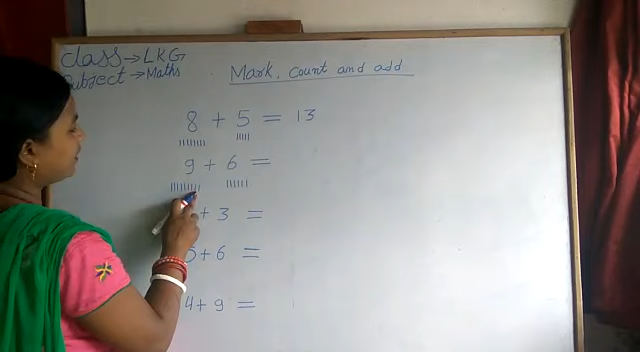 Class → LKG
Subject → Maths
Mark, Count and add
8 + 5 = 13
9 + 6 =
+ 3 =
+ 6 =
4 + 9 =